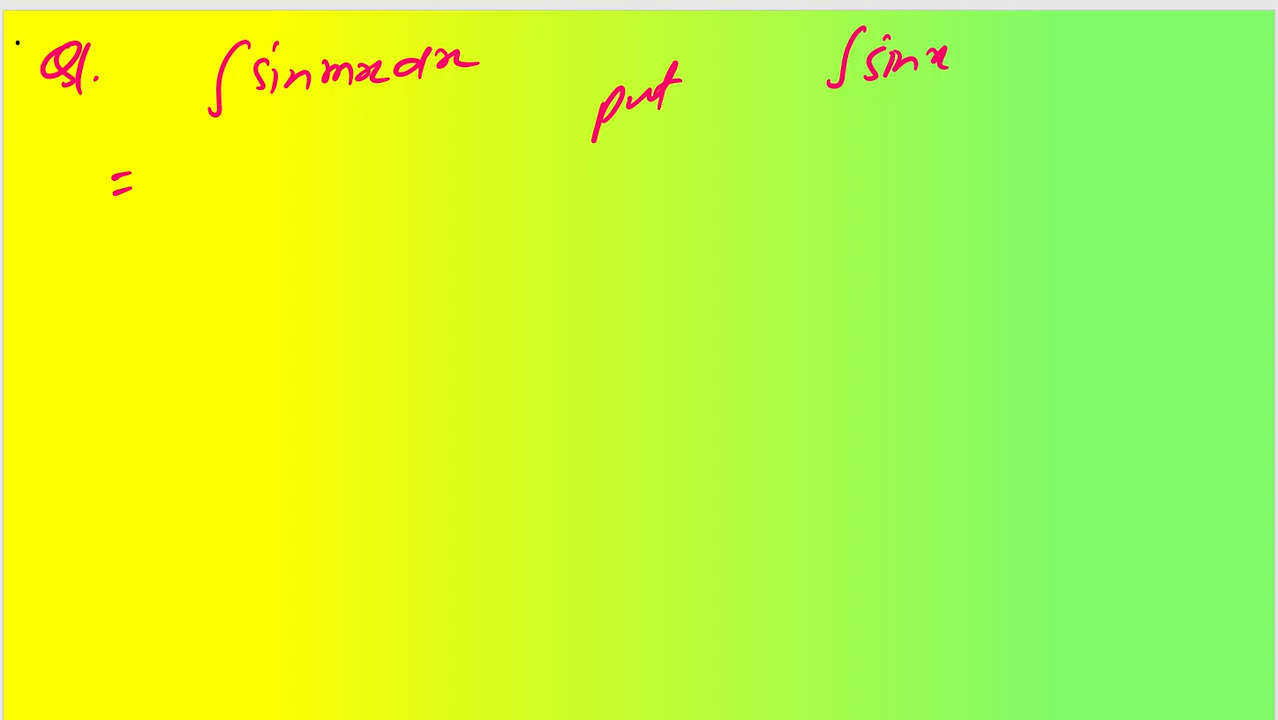 Q1. ∫ sin mx dx put ∫ sin x
=